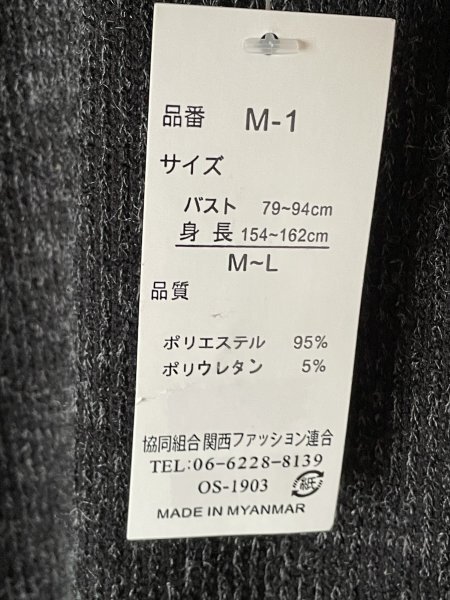 品番 M-1
サイズ
バスト 79~94cm
身長 154~162cm
M~L
品質
ポリエステル 95%
ポリウレタン 5%
協同組合関西ファッション連合
TEL:06-6228-8139
OS-1903 紙
MADE IN MYANMAR